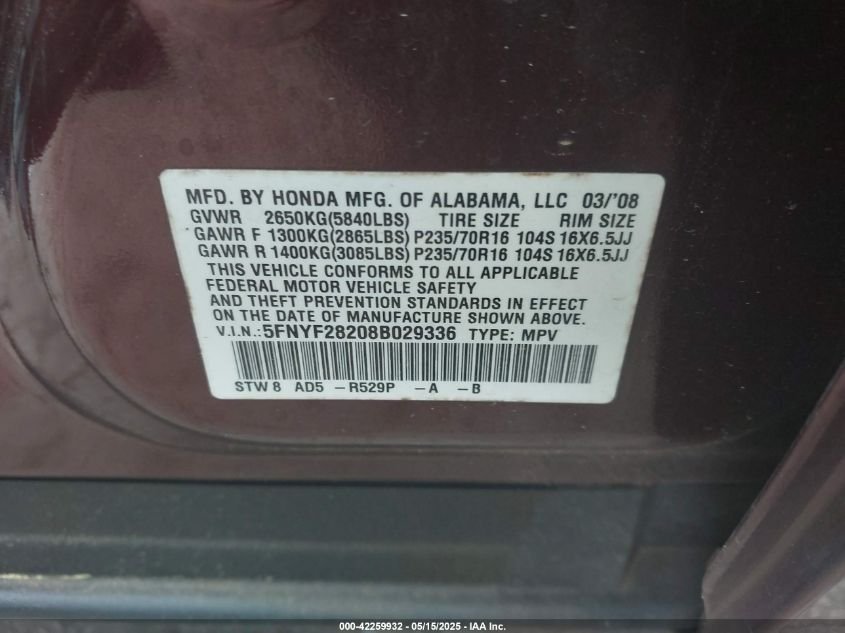 MFD. BY HONDA MFG. OF ALABAMA, LLC 03/'08
GVWR 2650KG(5840LBS) TIRE SIZE RIM SIZE
GAWR F 1300KG(2865LBS) P235/70R16 104S 16X6.5JJ
GAWR R 1400KG(3085LBS) P235/70R16 104S 16X6.5JJ
THIS VEHICLE CONFORMS TO ALL APPLICABLE
FEDERAL MOTOR VEHICLE SAFETY
AND THEFT PREVENTION STANDARDS IN EFFECT
ON THE DATE OF MANUFACTURE SHOWN ABOVE.
V.I.N.:5FNYF28208B029336 TYPE: MPV
STW8 AD5 -R529P -A -B
000-42259932 - 05/15/2025 - IAA Inc.